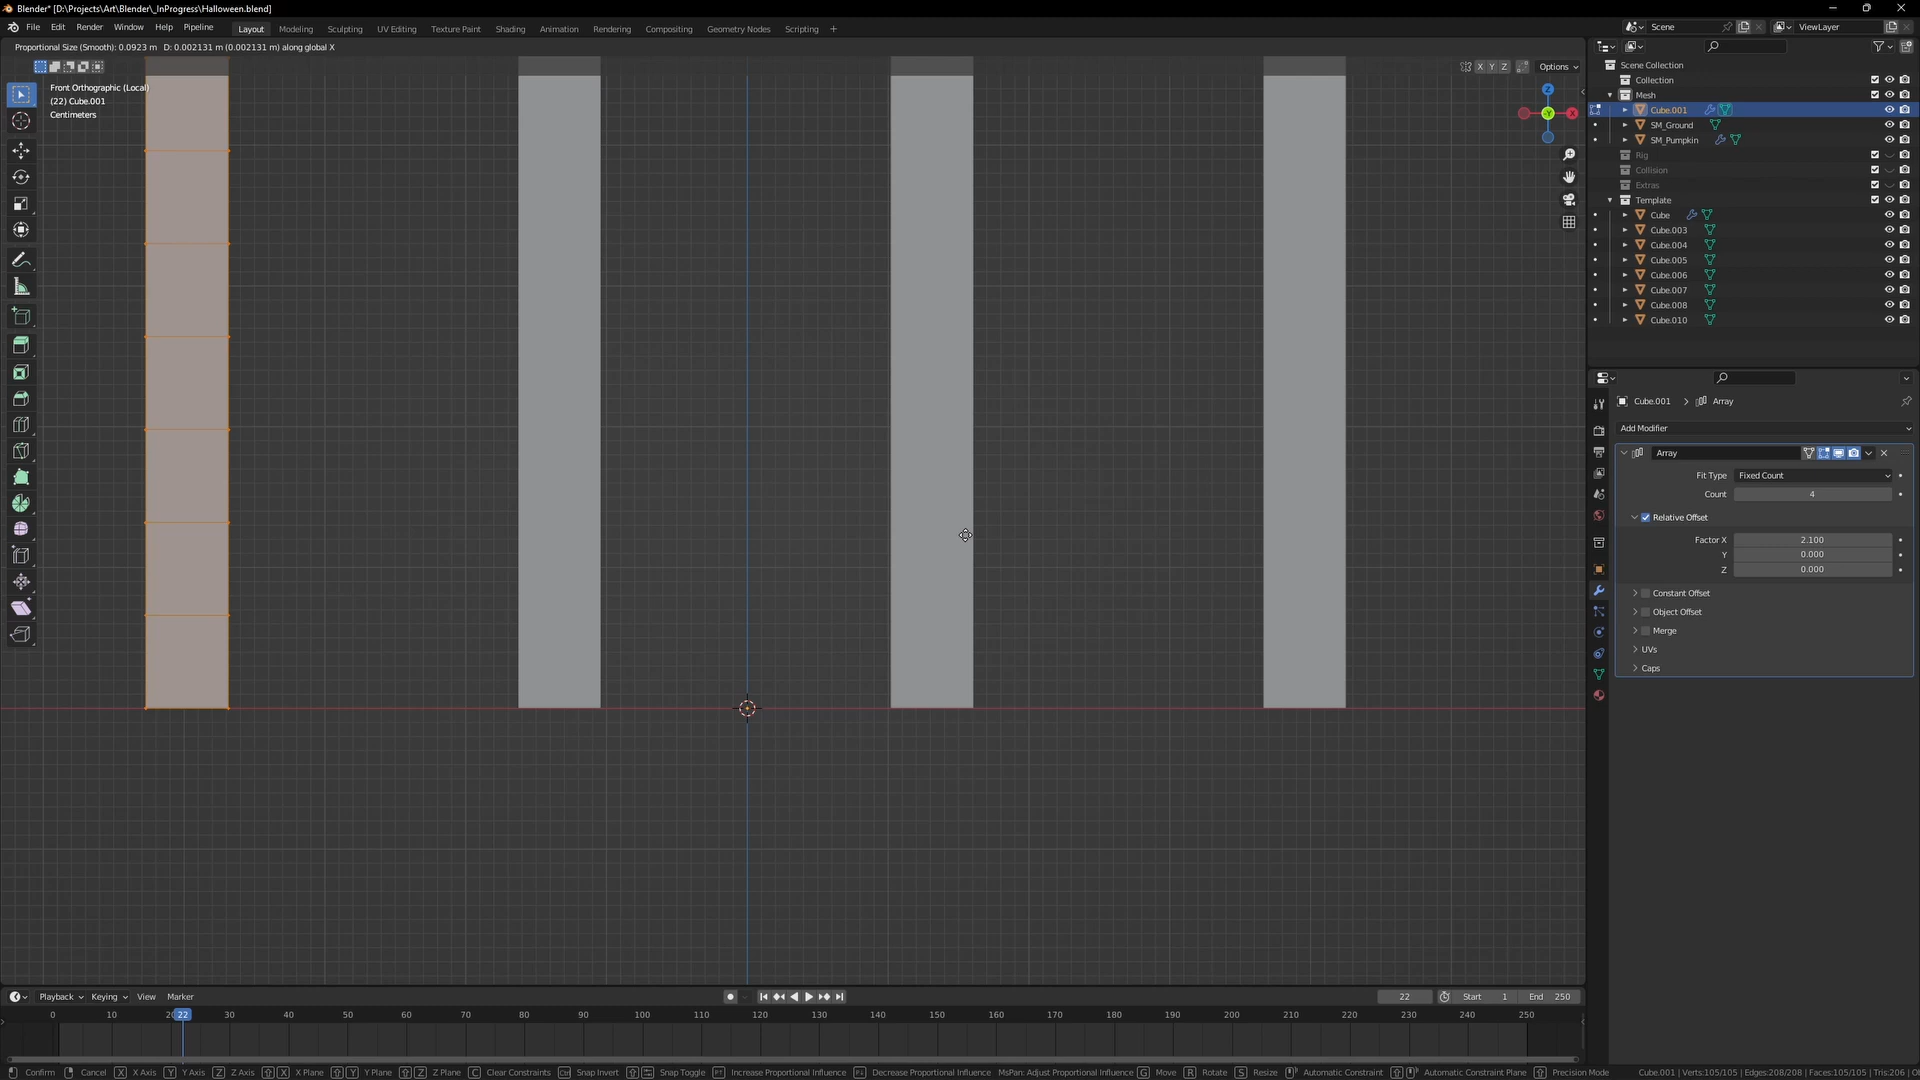 Blender* [D:\Projects\Art\Blender\_InProgress\Halloween.blend]
File Edit Render Window Help Pipeline Layout Modeling Sculpting UV Editing Texture Paint Shading Animation Rendering Compositing Geometry Nodes Scripting + Scene ViewLayer
Proportional Size (Smooth): 0.0923 m D: 0.002131 m (0.002131 m) along global X
X Y Z Options
Front Orthographic (Local)
(22) Cube.001
Centimeters
Z
Y
X
Scene Collection
Collection
Mesh
Cube.001
SM_Ground
SM_Pumpkin
Rig
Collision
Extras
Template
Cube
Cube.003
Cube.004
Cube.005
Cube.006
Cube.007
Cube.008
Cube.010
Cube.001 > Array
Add Modifier
Array
Fit Type Fixed Count
Count 4
Relative Offset
Factor X 2.100
Y 0.000
Z 0.000
Constant Offset
Object Offset
Merge
UVs
Caps
Playback Keying View Marker 22 Start 1 End 250
0 10 22 30 40 50 60 70 80 90 100 110 120 130 140 150 160 170 180 190 200 210 220 230 240 250
Confirm Cancel X X Axis Y Y Axis Z Z Axis X X Plane Y Y Plane Z Z Plane C Clear Constraints Ctrl Snap Invert Snap Toggle Increase Proportional Influence Decrease Proportional Influence MsPan: Adjust Proportional Influence G Move R Rotate S Resize Automatic Constraint Automatic Constraint Plane Precision Mode Cube.001 | Verts:105/105 | Edges:208/208 | Faces:105/105 | Tris:206 | O